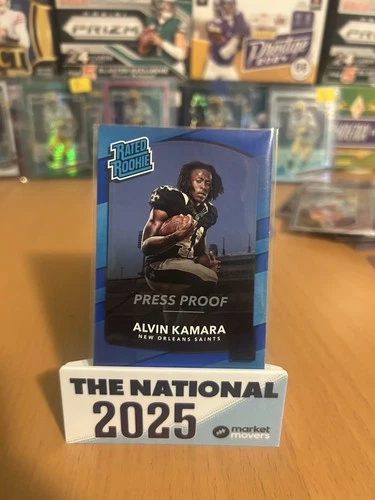 PRIZM
Prestige
RATED
ROOKIE
PRESS PROOF
ALVIN KAMARA
NEW ORLEANS SAINTS
THE NATIONAL
2025
market
movers